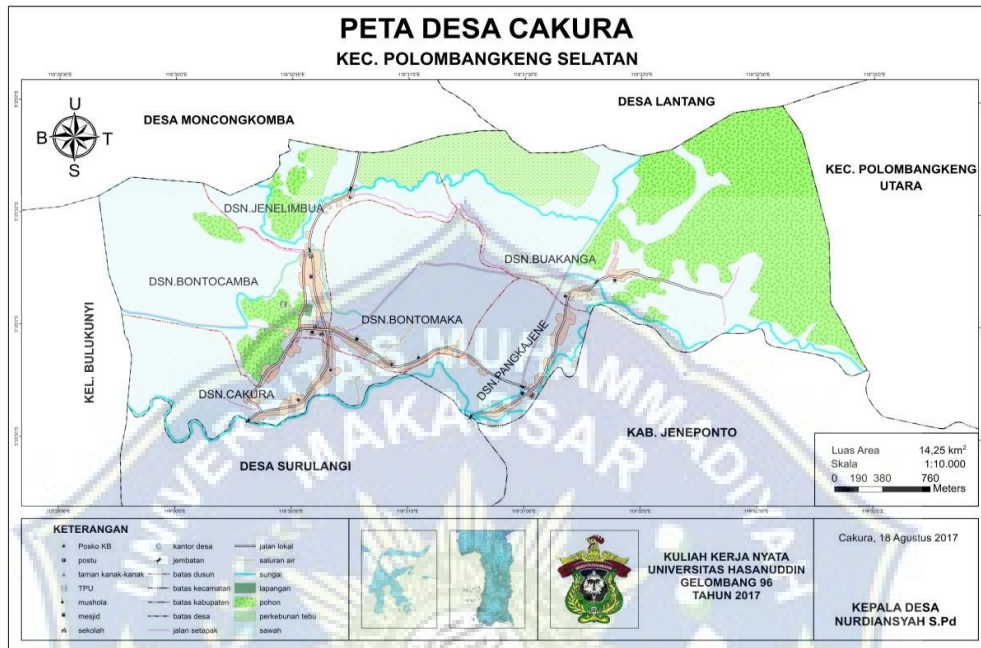 PETA DESA CAKURA
KEC. POLOMBANGKENG SELATAN
U
B T
S
DESA MONCONGKOMBA
DESA LANTANG
KEC. POLOMBANGKENG
UTARA
DSN.JENELIMBUA
DSN.BUAKANGA
DSN.BONTOCAMBA
DSN.BONTOMAKA
KEL. BULUKUNYI
DSN.PANGKAJENE
DSN.CAKURA
KAB. JENEPONTO
DESA SURULANGI
UNIVERSITAS MUHAMMADIYAH
MAKASSAR
Luas Area 14,25 km²
Skala 1:10.000
0 190 380 760
Meters
KETERANGAN
Posko KB
postu
taman kanak-kanak
TPU
mushola
mesjid
sekolah
kantor desa
jembatan
batas dusun
batas kecamatan
batas kabupaten
batas desa
jalan setapak
jalan lokal
saluran air
sungai
lapangan
pohon
perkebunan tebu
sawah
KULIAH KERJA NYATA
UNIVERSITAS HASANUDDIN
GELOMBANG 96
TAHUN 2017
Cakura, 18 Agustus 2017
KEPALA DESA
NURDIANSYAH S.Pd